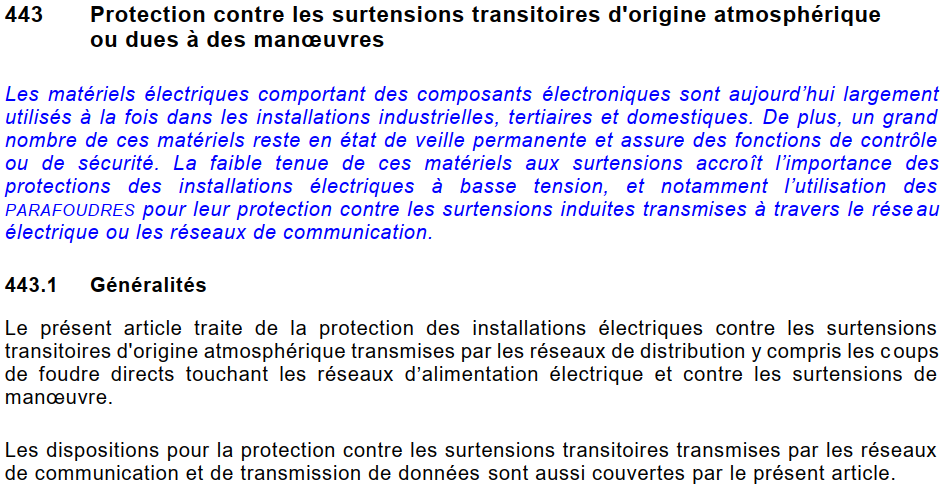 443 Protection contre les surtensions transitoires d'origine atmosphérique
ou dues à des manœuvres
Les matériels électriques comportant des composants électroniques sont aujourd’hui largement
utilisés à la fois dans les installations industrielles, tertiaires et domestiques. De plus, un grand
nombre de ces matériels reste en état de veille permanente et assure des fonctions de contrôle
ou de sécurité. La faible tenue de ces matériels aux surtensions accroît l’importance des
protections des installations électriques à basse tension, et notamment l’utilisation des
PARAFOUDRES pour leur protection contre les surtensions induites transmises à travers le réseau
électrique ou les réseaux de communication.
443.1 Généralités
Le présent article traite de la protection des installations électriques contre les surtensions
transitoires d'origine atmosphérique transmises par les réseaux de distribution y compris les coups
de foudre directs touchant les réseaux d’alimentation électrique et contre les surtensions de
manœuvre.
Les dispositions pour la protection contre les surtensions transitoires transmises par les réseaux
de communication et de transmission de données sont aussi couvertes par le présent article.